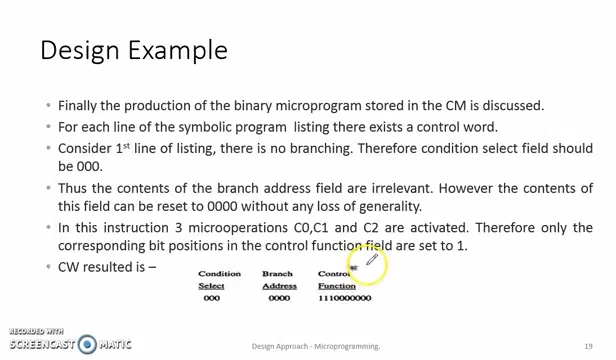 Design Example
• Finally the production of the binary microprogram stored in the CM is discussed.
• For each line of the symbolic program listing there exists a control word.
• Consider 1st line of listing, there is no branching. Therefore condition select field should
be 000.
• Thus the contents of the branch address field are irrelevant. However the contents of
this field can be reset to 0000 without any loss of generality.
• In this instruction 3 microoperations C0,C1 and C2 are activated. Therefore only the
corresponding bit positions in the control function field are set to 1.
• CW resulted is –
Condition Branch Control
Select Address Function
000 0000 1110000000
RECORDED WITH
SCREENCAST MATIC
Design Approach - Microprogramming.
19